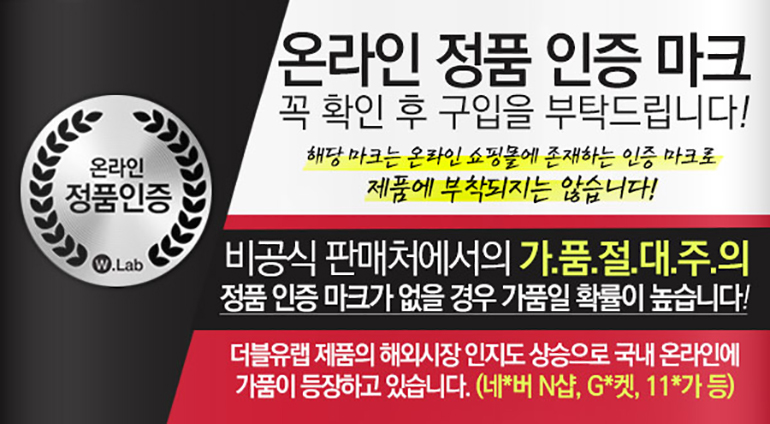 온라인 정품 인증 마크
꼭 확인 후 구입을 부탁드립니다!
해당 마크는 온라인 쇼핑몰에 존재하는 인증 마크로
제품에 부착되지는 않습니다!
온라인
정품인증
W.Lab
비공식 판매처에서의 가.품.절.대.주.의
정품 인증 마크가 없을 경우 가품일 확률이 높습니다!
더블유랩 제품의 해외시장 인지도 상승으로 국내 온라인에
가품이 등장하고 있습니다. (네*버 N샵, G*켓, 11*가 등)